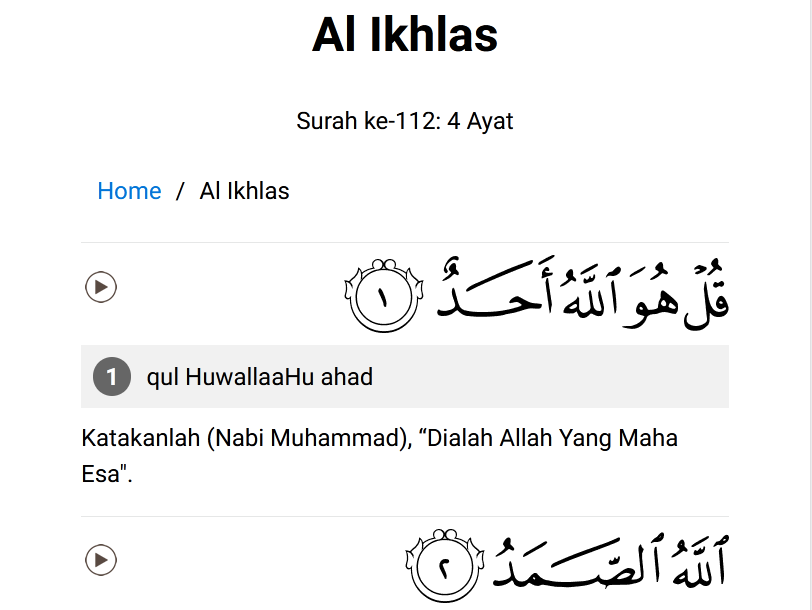 Al Ikhlas
Surah ke-112: 4 Ayat
Home / Al Ikhlas
قُلۡ هُوَ ٱللَّهُ أَحَدٌ ١
1 qul HuwallaaHu ahad
Katakanlah (Nabi Muhammad), “Dialah Allah Yang Maha
Esa".
ٱللَّهُ ٱلصَّمَدُ ٢